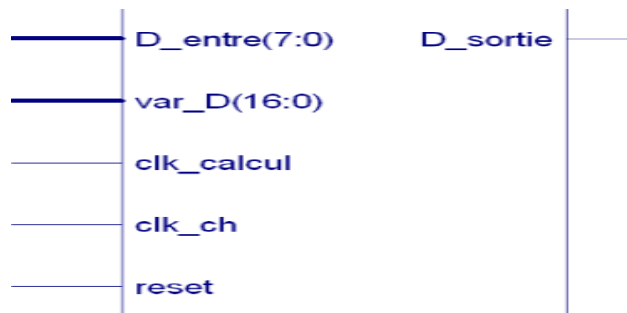 D_entre(7:0) D_sortie
var_D(16:0)
clk_calcul
clk_ch
reset